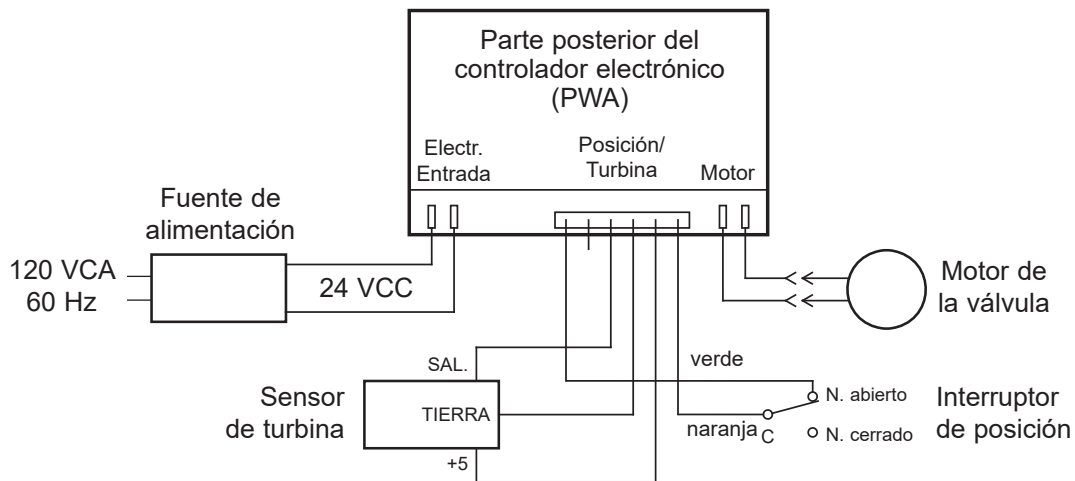 Parte posterior del
controlador electrónico
(PWA)
Electr.
Entrada
Posición/
Turbina
Motor
Fuente de
alimentación
120 VCA
60 Hz
24 VCC
Motor de
la válvula
verde
SAL.
Sensor
de turbina
TIERRA
+5
naranja
C
N. abierto
N. cerrado
Interruptor
de posición